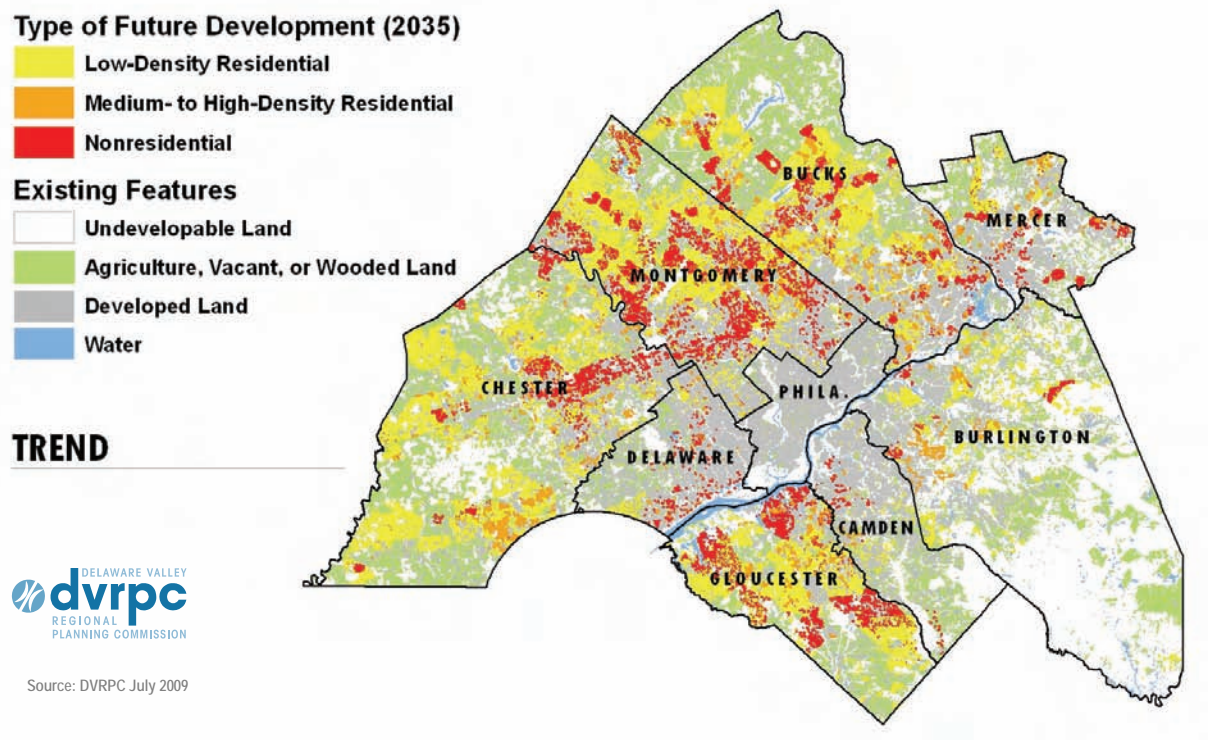 Type of Future Development (2035)
Low-Density Residential
Medium- to High-Density Residential
Nonresidential
Existing Features
Undevelopable Land
Agriculture, Vacant, or Wooded Land
Developed Land
Water
TREND
BUCKS
MERCER
MONTGOMERY
CHESTER
PHILA.
DELAWARE
BURLINGTON
CAMDEN
GLOUCESTER
DELAWARE VALLEY
dvrpc
REGIONAL
PLANNING COMMISSION
Source: DVRPC July 2009